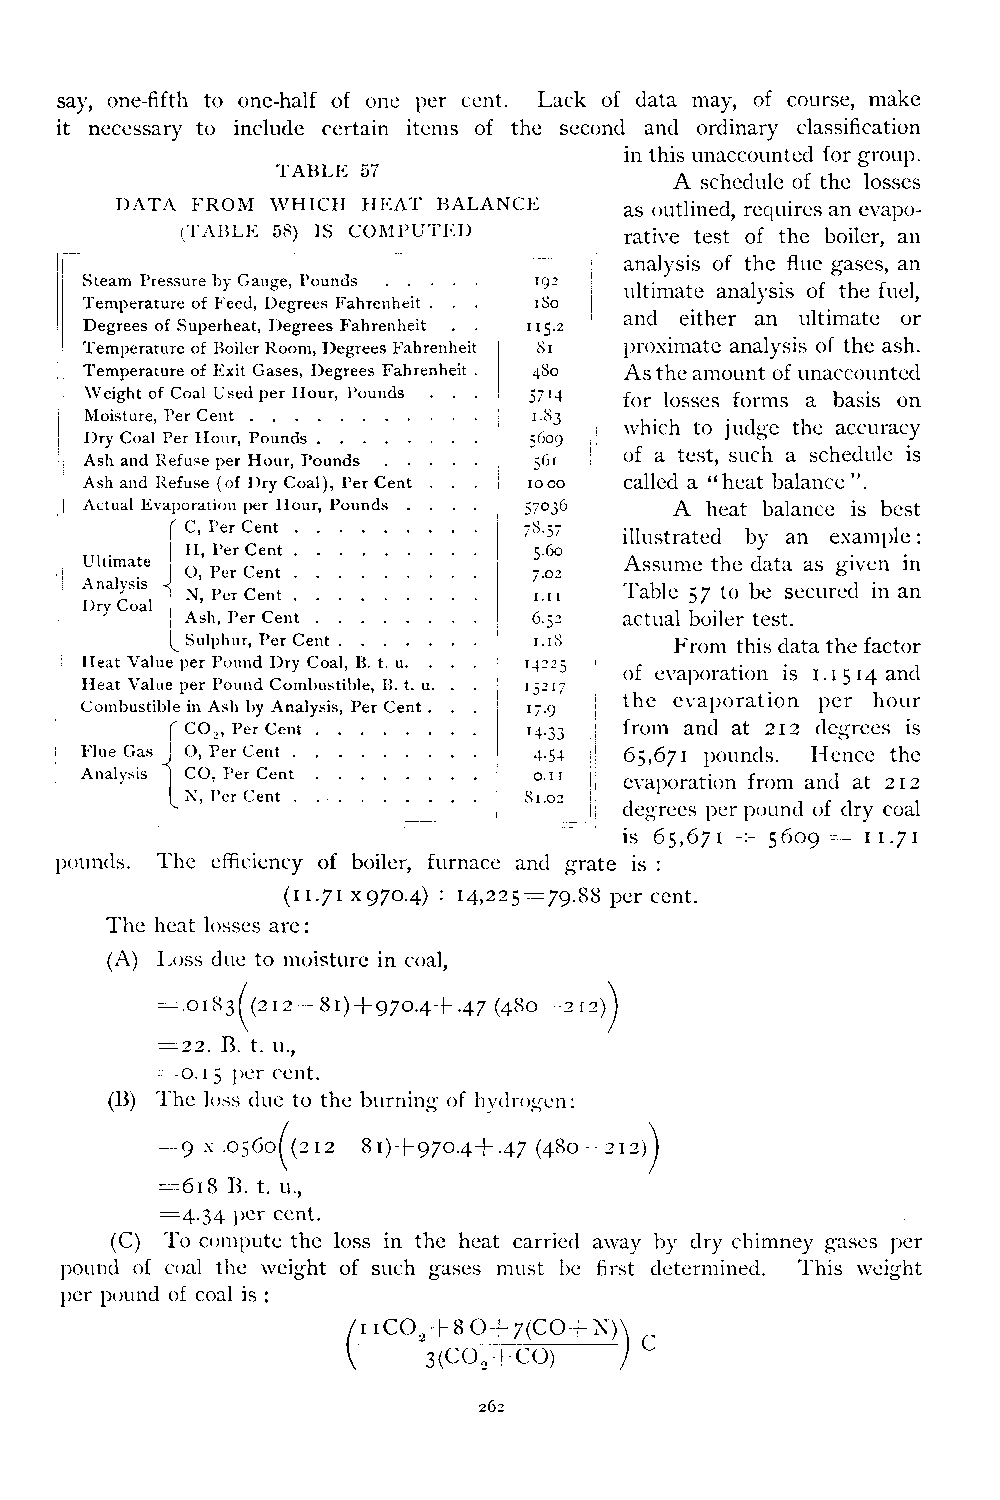 say, one-fifth to one-half of one per cent. Lack of data may, of course, make
it necessary to include certain items of the second and ordinary classification
in this unaccounted for group.
TABLE 57
DATA FROM WHICH HEAT BALANCE
(TABLE 58) IS COMPUTED
Steam Pressure by Gauge, Pounds . . . . . 192
Temperature of Feed, Degrees Fahrenheit . . . 180
Degrees of Superheat, Degrees Fahrenheit . . 115.2
Temperature of Boiler Room, Degrees Fahrenheit 81
Temperature of Exit Gases, Degrees Fahrenheit . 480
Weight of Coal Used per Hour, Pounds . . . 5714
Moisture, Per Cent . . . . . . . . . . . 1.83
Dry Coal Per Hour, Pounds . . . . . . . . 5609
Ash and Refuse per Hour, Pounds . . . . . 561
Ash and Refuse (of Dry Coal), Per Cent . . . 10.00
Actual Evaporation per Hour, Pounds . . . . 57036
Ultimate
Analysis
Dry Coal
C, Per Cent . . . . . . . . . 78.57
H, Per Cent . . . . . . . . . 5.60
O, Per Cent . . . . . . . . . 7.02
N, Per Cent . . . . . . . . . 1.11
Ash, Per Cent . . . . . . . . 6.52
Sulphur, Per Cent . . . . . . . 1.18
Heat Value per Pound Dry Coal, B. t. u. . . . . 14225
Heat Value per Pound Combustible, B. t. u. . . . 15217
Combustible in Ash by Analysis, Per Cent . . . 17.9
Flue Gas
Analysis
CO₂, Per Cent . . . . . . . . 14.33
O, Per Cent . . . . . . . . . 4.54
CO, Per Cent . . . . . . . . 0.11
N, Per Cent . . . . . . . . . 81.02
A schedule of the losses
as outlined, requires an evapo-
rative test of the boiler, an
analysis of the flue gases, an
ultimate analysis of the fuel,
and either an ultimate or
proximate analysis of the ash.
As the amount of unaccounted
for losses forms a basis on
which to judge the accuracy
of a test, such a schedule is
called a “heat balance”.
A heat balance is best
illustrated by an example:
Assume the data as given in
Table 57 to be secured in an
actual boiler test.
From this data the factor
of evaporation is 1.1514 and
the evaporation per hour
from and at 212 degrees is
65,671 pounds. Hence the
evaporation from and at 212
degrees per pound of dry coal
is 65,671 ÷ 5609 = 11.71
pounds. The efficiency of boiler, furnace and grate is :
(11.71 x 970.4) ÷ 14,225=79.88 per cent.
The heat losses are:
(A) Loss due to moisture in coal,
=.0183((212−81)+970.4+.47 (480−212))
=22. B. t. u.,
=0.15 per cent.
(B) The loss due to the burning of hydrogen:
=9 x .0560((212−81)+970.4+.47 (480−212))
=618 B. t. u.,
=4.34 per cent.
(C) To compute the loss in the heat carried away by dry chimney gases per
pound of coal the weight of such gases must be first determined. This weight
per pound of coal is :
(11CO₂+8 O+7(CO+N)
3(CO₂+CO)) C
262